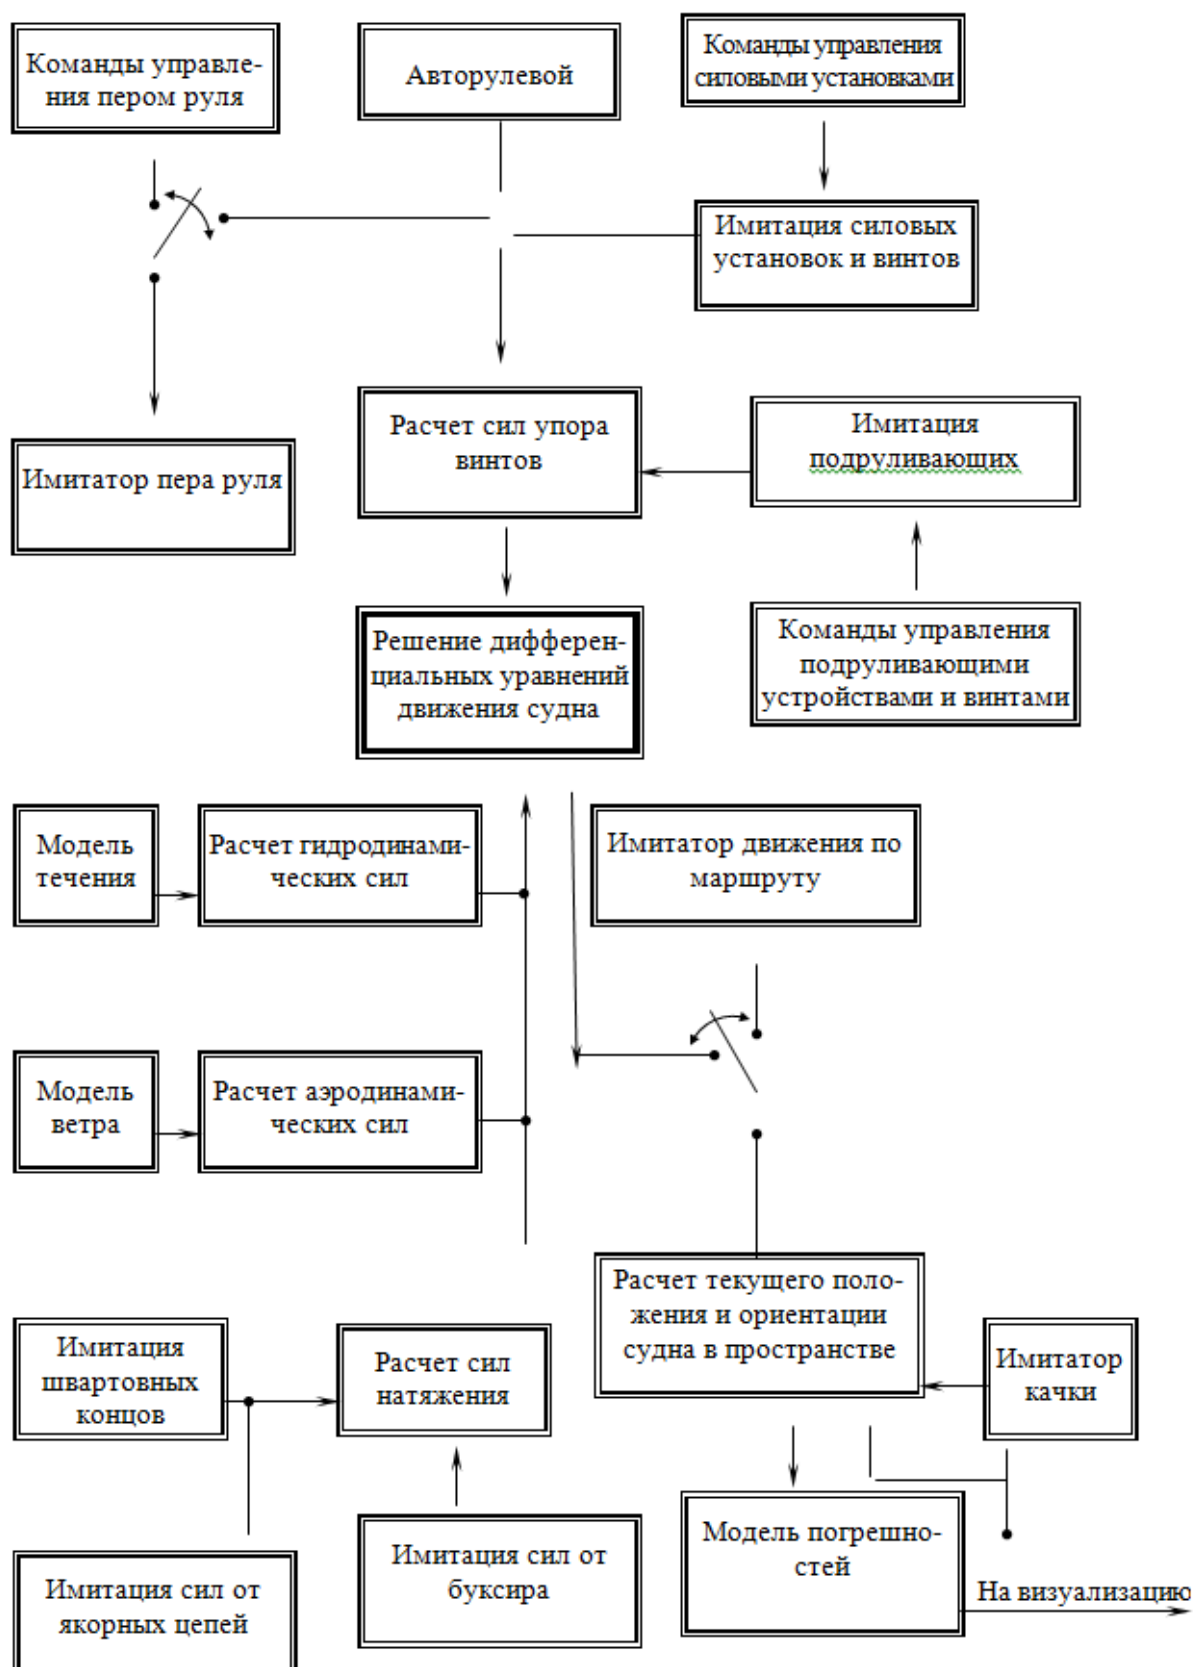 Команды управле-
ния пером руля
Авторулевой
Команды управления
силовыми установками
Имитация силовых
установок и винтов
Расчет сил упора
винтов
Имитация
подруливающих
Имитатор пера руля
Решение дифферен-
циальных уравнений
движения судна
Команды управления
подруливающими
устройствами и винтами
Модель
течения
Расчет гидродинами-
ческих сил
Имитатор движения по
маршруту
Модель
ветра
Расчет аэродинами-
ческих сил
Расчет текущего поло-
жения и ориентации
судна в пространстве
Имитация
швартовных
концов
Расчет сил
натяжения
Имитатор
качки
Имитация сил от
якорных цепей
Имитация сил от
буксира
Модель погрешно-
стей
На визуализацию